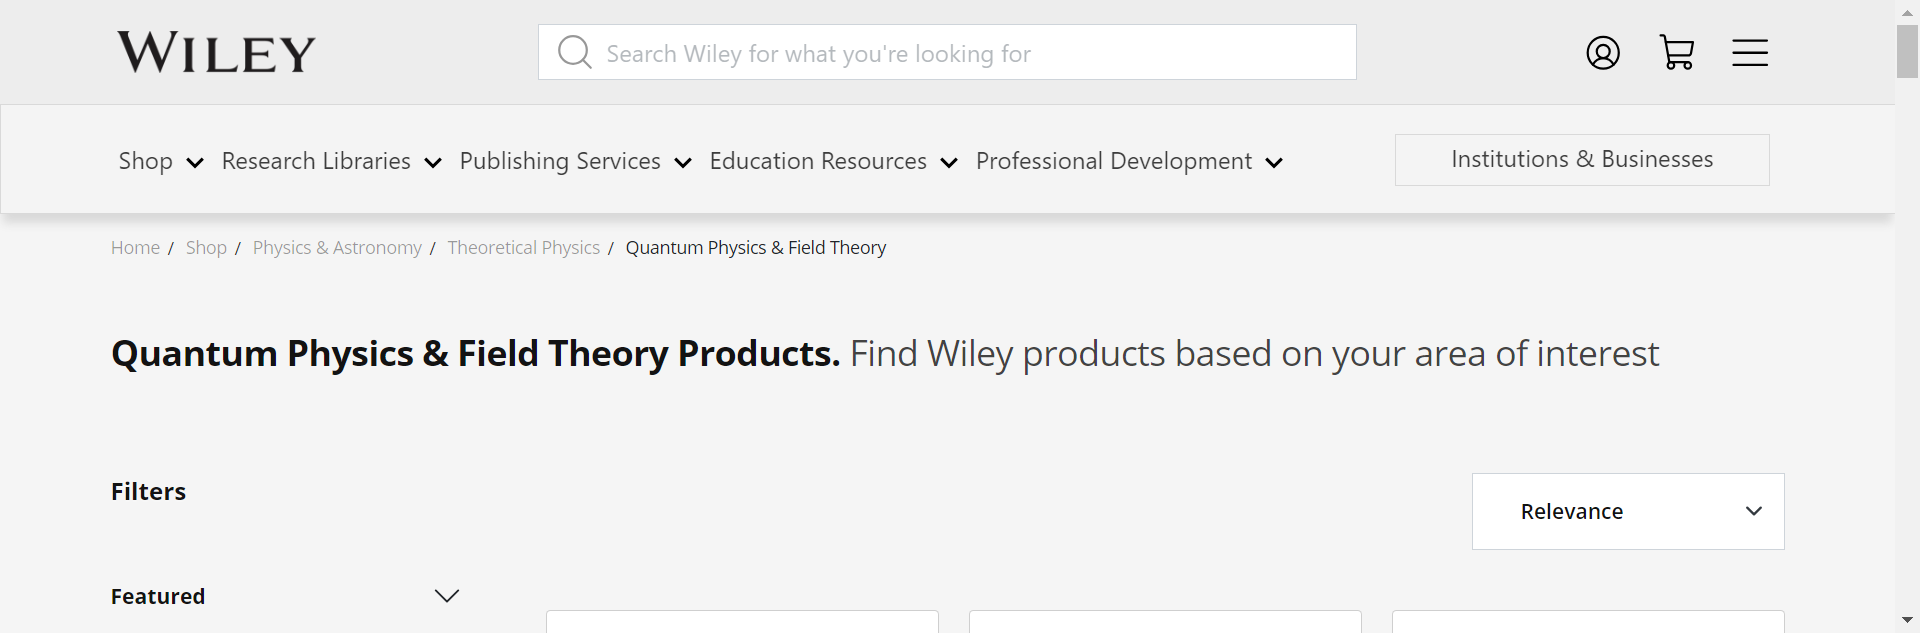 WILEY
Search Wiley for what you're looking for
Shop Research Libraries Publishing Services Education Resources Professional Development Institutions & Businesses
Home / Shop / Physics & Astronomy / Theoretical Physics / Quantum Physics & Field Theory
Quantum Physics & Field Theory Products. Find Wiley products based on your area of interest
Filters
Relevance
Featured